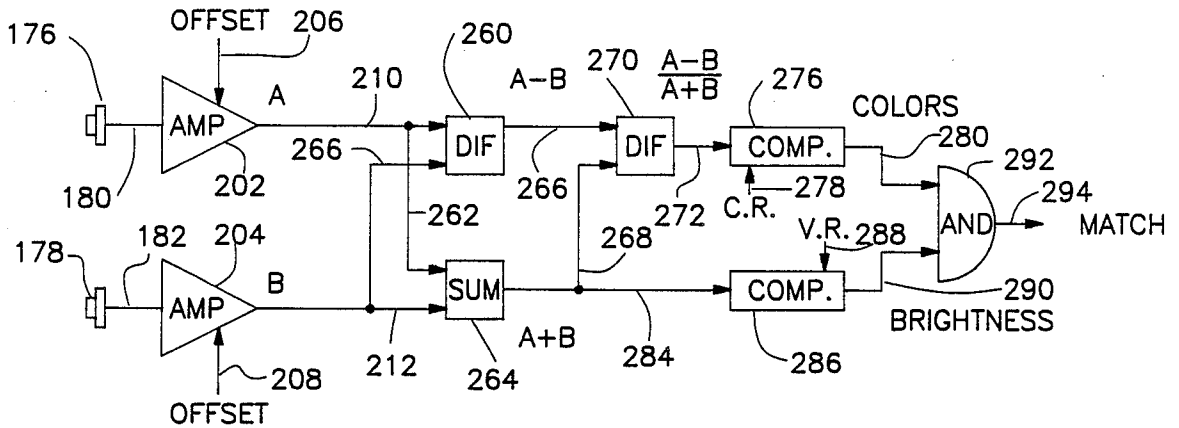 OFFSET 206
176
260
270
A–B
A–B
A+B
276
COLORS
A
210
AMP
DIF
266
266
DIF
COMP.
280
292
180
202
262
272
278
C.R.
294
AND
MATCH
178
182
204
V.R.
288
B
268
AMP
SUM
COMP.
290
BRIGHTNESS
212
A+B
284
286
264
208
OFFSET